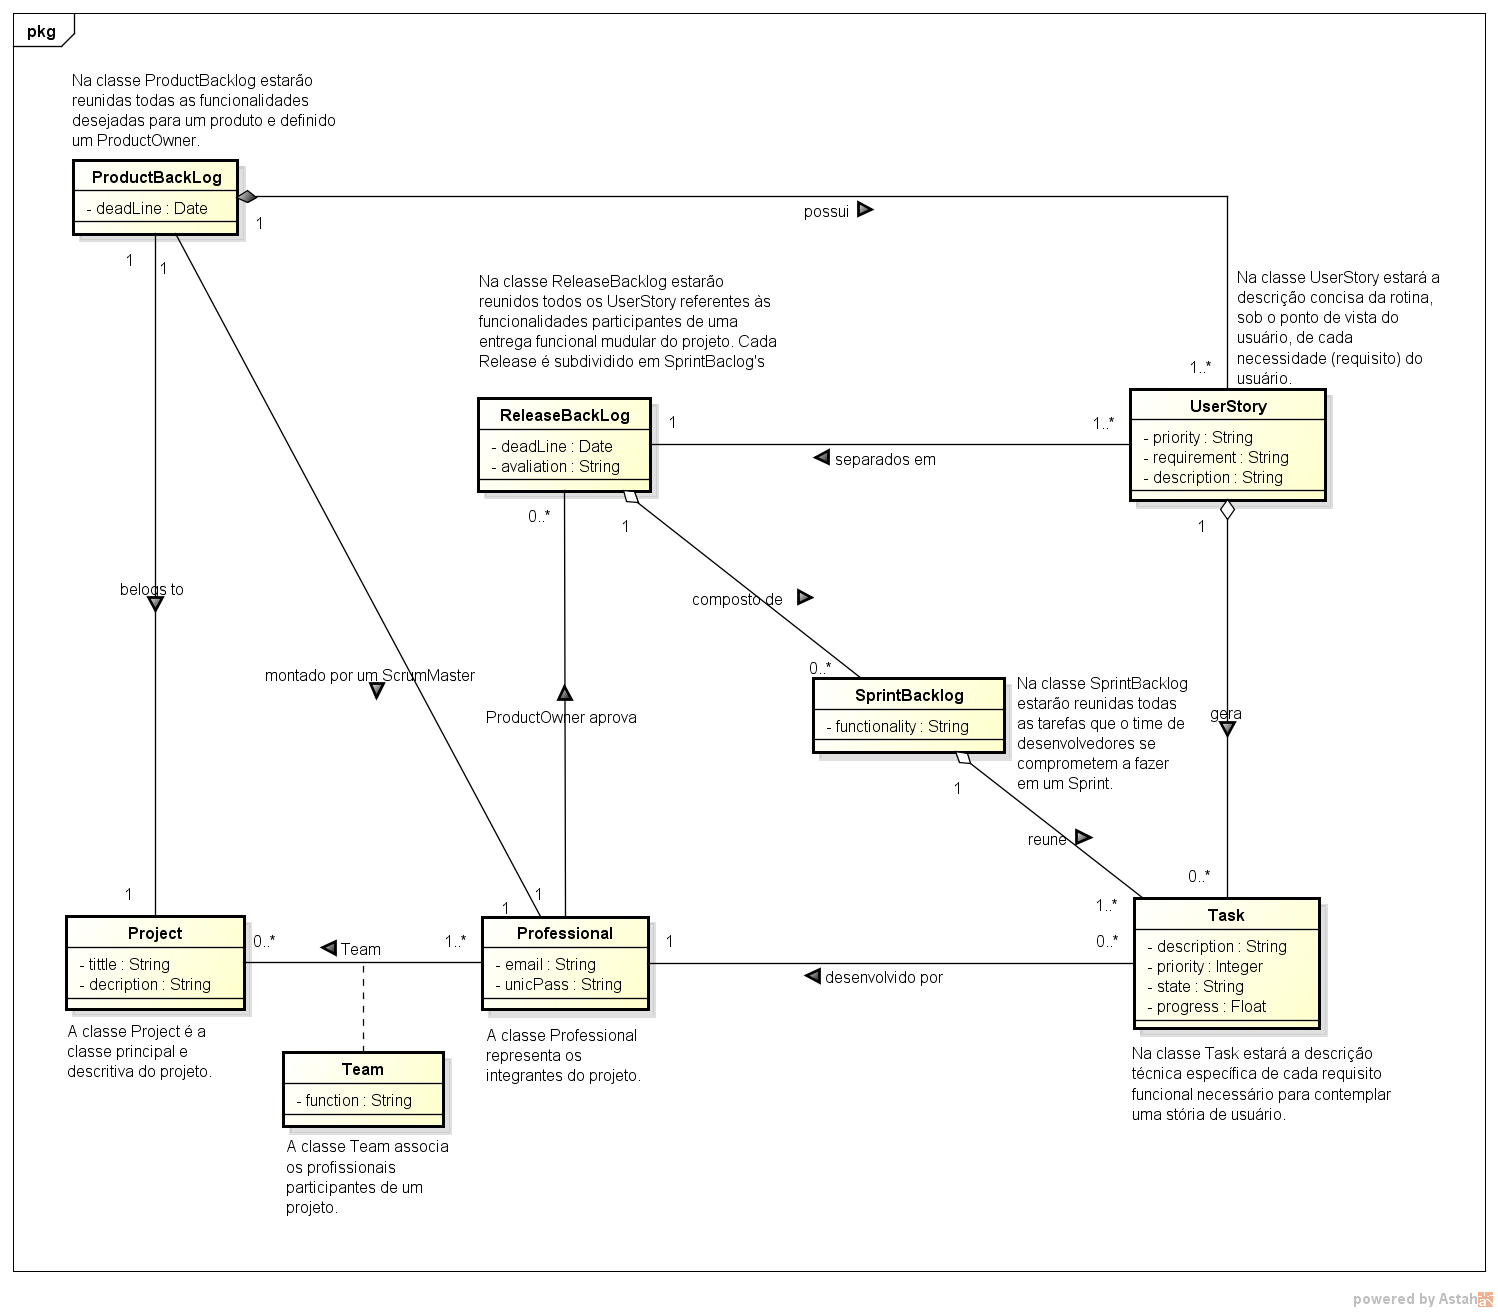 pkg
Na classe ProductBacklog estarão
reunidas todas as funcionalidades
desejadas para um produto e definido
um ProductOwner.
ProductBackLog
- deadLine : Date
1
possui
1
1
Na classe ReleaseBacklog estarão
reunidos todos os UserStory referentes às
funcionalidades participantes de uma
entrega funcional mudular do projeto. Cada
Release é subdividido em SprintBaclog's
Na classe UserStory estará a
descrição concisa da rotina,
sob o ponto de vista do
usuário, de cada
necessidade (requisito) do
usuário.
1..*
ReleaseBackLog
- deadLine : Date
- avaliation : String
1
1..*
separados em
UserStory
- priority : String
- requirement : String
- description : String
0..*
1
1
belogs to
composto de
montado por um ScrumMaster
ProductOwner aprova
0..*
SprintBacklog
- functionality : String
Na classe SprintBacklog
estarão reunidas todas
as tarefas que o time de
desenvolvedores se
comprometem a fazer
em um Sprint.
gera
1
reune
1
1
1
0..*
1..*
Project
- tittle : String
- decription : String
0..*
Team
1..*
Professional
- email : String
- unicPass : String
1
desenvolvido por
0..*
Task
- description : String
- priority : Integer
- state : String
- progress : Float
A classe Project é a
classe principal e
descritiva do projeto.
A classe Professional
representa os
integrantes do projeto.
Na classe Task estará a descrição
técnica específica de cada requisito
funcional necessário para contemplar
uma stória de usuário.
Team
- function : String
A classe Team associa
os profissionais
participantes de um
projeto.
powered by Astah